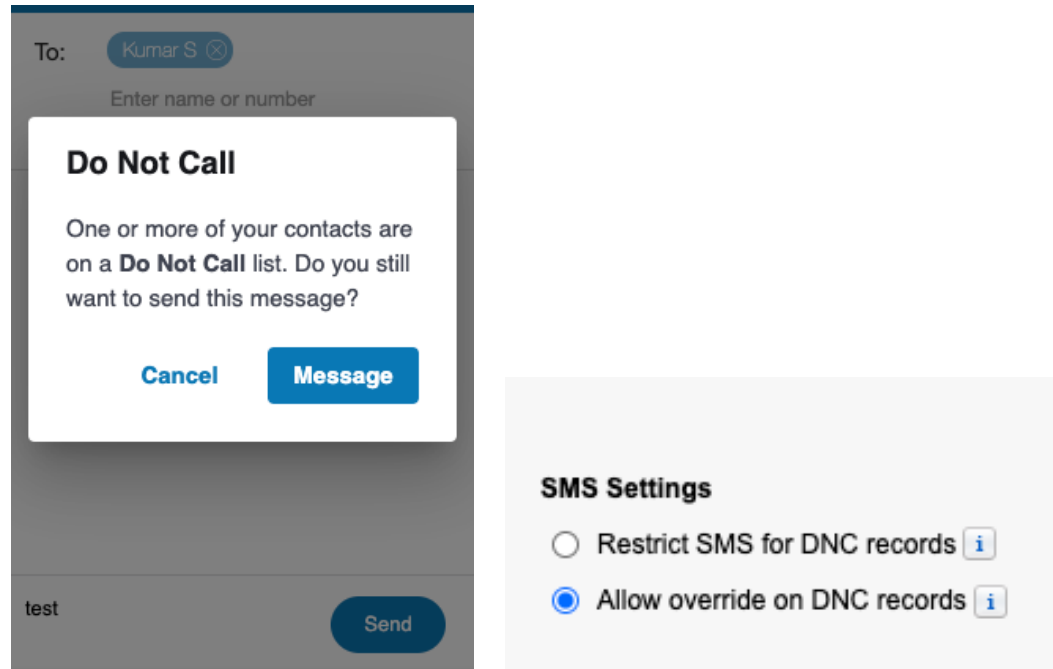 To: Kumar S
Enter name or number
Do Not Call
One or more of your contacts are
on a Do Not Call list. Do you still
want to send this message?
Cancel Message
test Send
SMS Settings
Restrict SMS for DNC records i
Allow override on DNC records i